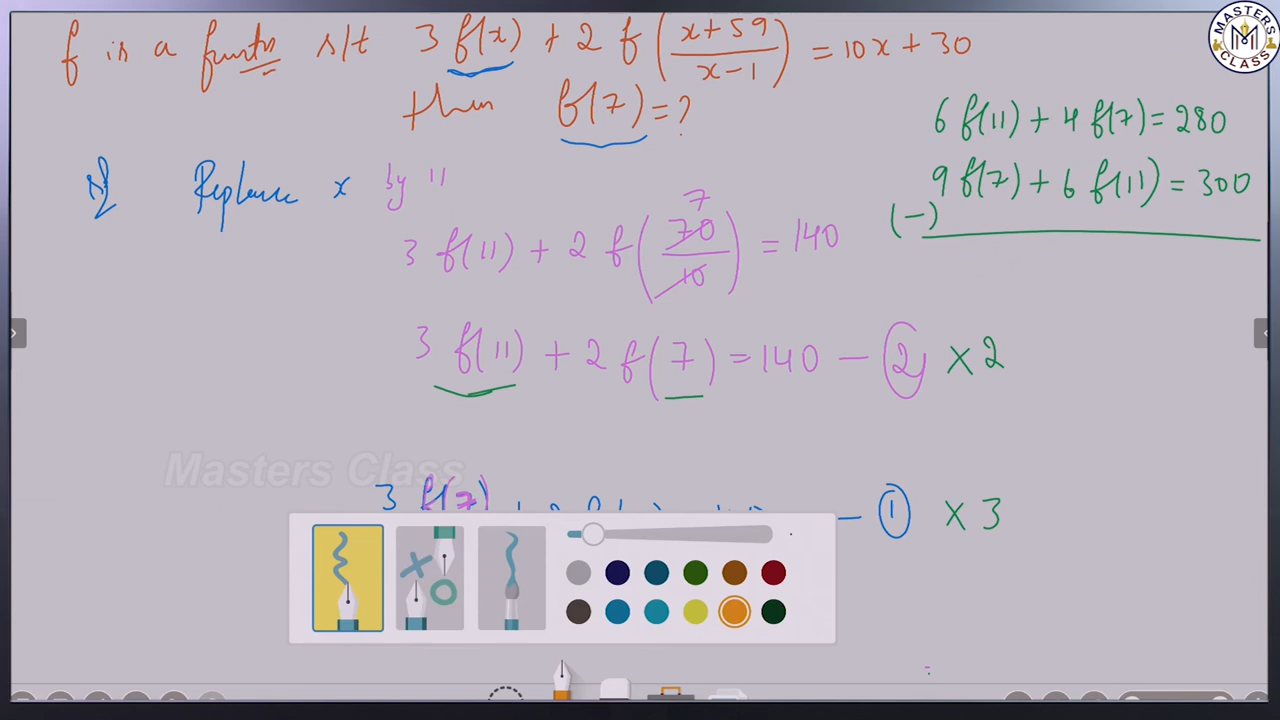 f is a functn s/t 3 f(x) + 2 f((x+59)/(x-1)) = 10x + 30
then f(7) = ?
MASTERS CLASS
6 f(11) + 4 f(7) = 280
9 f(7) + 6 f(11) = 300
(-)
Replace x by 11
3 f(11) + 2 f(70/10) = 140
7
3 f(11) + 2 f(7) = 140 - (2) × 2
Masters Class
3 f(7) - (1) × 3